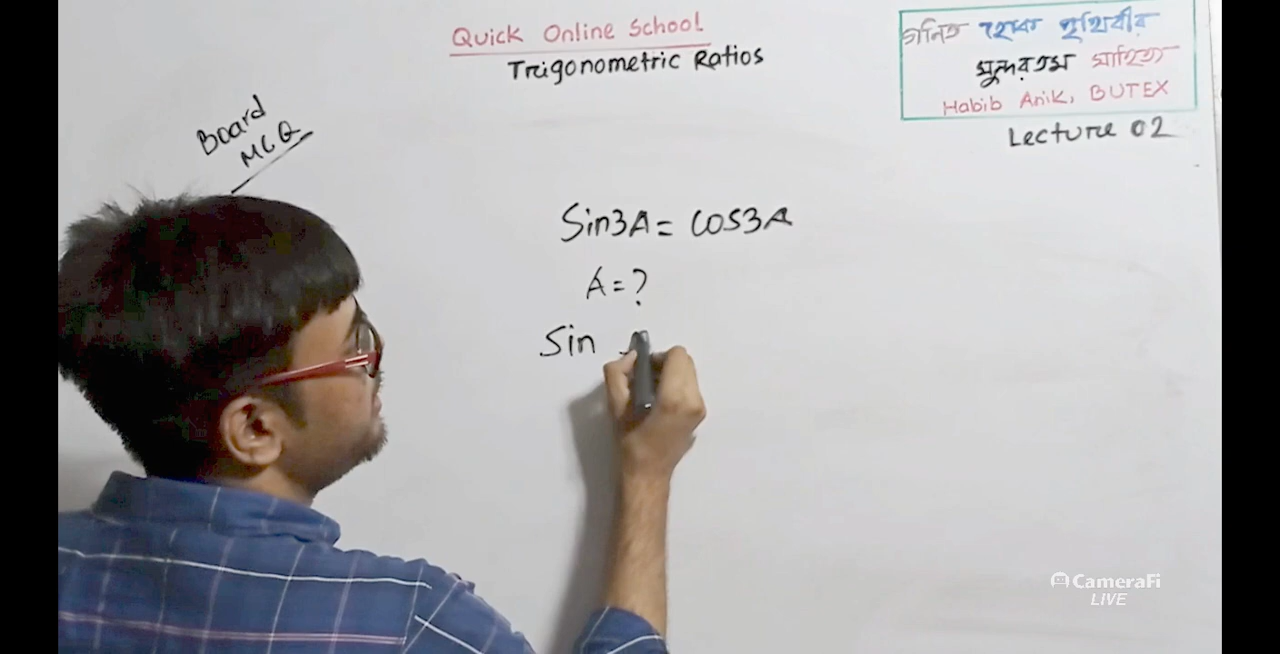 Quick Online School
Trigonometric Ratios
গনিত হোক পৃথিবীর
সুন্দরতম সাহিত্য
Habib Anik, BUTEX
Lecture 02
Board
MCQ
Sin3A = cos3A
A = ?
Sin
CameraFi
LIVE